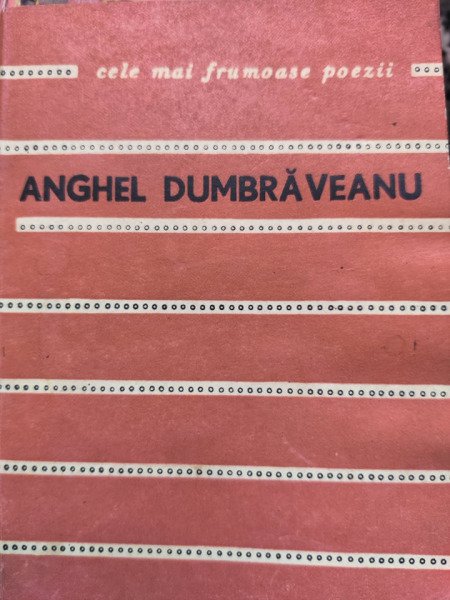 cele mai frumoase poezii
ANGHEL DUMBRĂVEANU